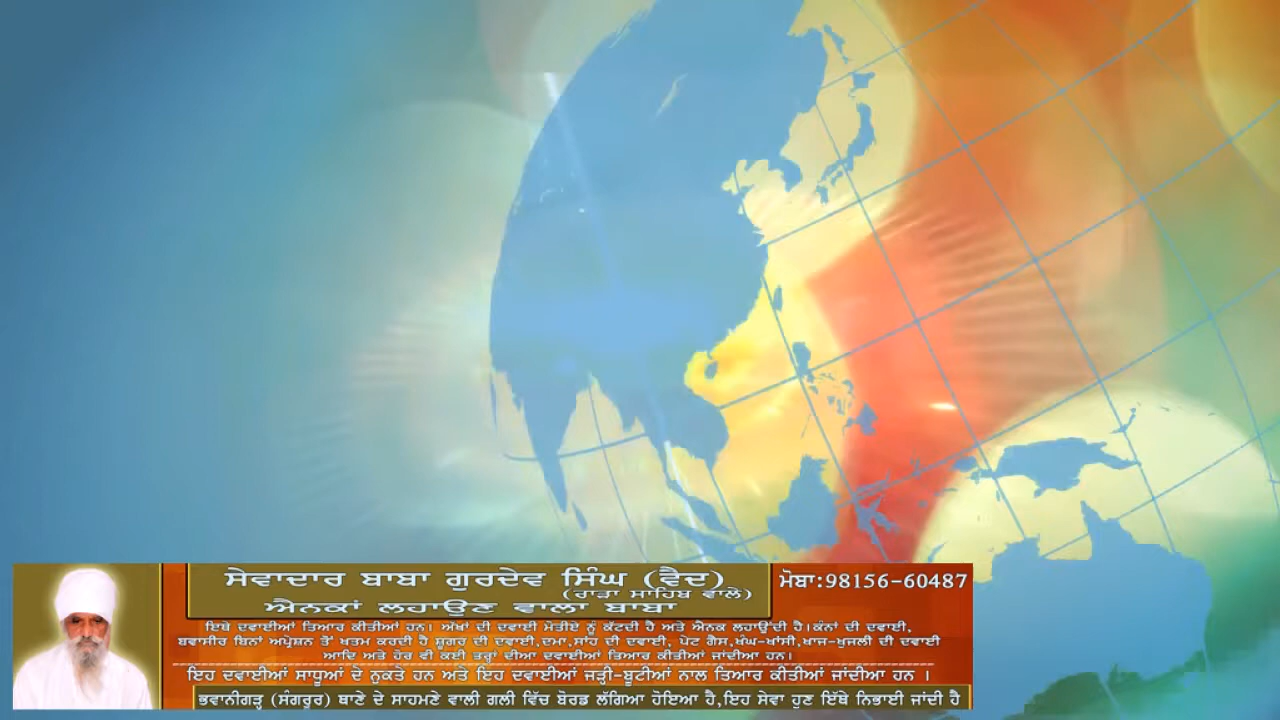 ਸੇਵਾਦਾਰ ਬਾਬਾ ਗੁਰਦੇਵ ਸਿੰਘ (ਵੈਦ)
(ਰਾੜਾ ਸਾਹਿਬ ਵਾਲੇ)
ਐਨਕਾਂ ਲਹਾਉਣ ਵਾਲਾ ਬਾਬਾ
ਮੋਬਾ:98156-60487
ਇਥੇ ਦਵਾਈਆਂ ਤਿਆਰ ਕੀਤੀਆਂ ਹਨ। ਅੱਖਾਂ ਦੀ ਦਵਾਈ ਮੋਤੀਏ ਨੂੰ ਕੱਟਦੀ ਹੈ ਅਤੇ ਐਨਕ ਲਹਾਉਂਦੀ ਹੈ।ਕੰਨਾਂ ਦੀ ਦਵਾਈ,
ਬਵਾਸੀਰ ਬਿਨਾਂ ਅਪ੍ਰੇਸ਼ਨ ਤੋਂ ਖਤਮ ਕਰਦੀ ਹੈ ਸ਼ੂਗਰ ਦੀ ਦਵਾਈ,ਦਮਾ,ਸਾਂਹ ਦੀ ਦਵਾਈ, ਪੇਟ ਗੈਸ,ਖੰਘ-ਖਾਂਸੀ,ਖਾਜ-ਖੁਜਲੀ ਦੀ ਦਵਾਈ
ਆਦਿ ਅਤੇ ਹੋਰ ਵੀ ਕਈ ਤਰ੍ਹਾਂ ਦੀਆ ਦਵਾਈਆਂ ਤਿਆਰ ਕੀਤੀਆਂ ਜਾਂਦੀਆ ਹਨ।
ਇਹ ਦਵਾਈਆਂ ਸਾਧੂਆਂ ਦੇ ਨੁਕਤੇ ਹਨ ਅਤੇ ਇਹ ਦਵਾਈਆਂ ਜੜ੍ਹੀ-ਬੂਟੀਆਂ ਨਾਲ ਤਿਆਰ ਕੀਤੀਆਂ ਜਾਂਦੀਆ ਹਨ ।
ਭਵਾਨੀਗੜ੍ਹ (ਸੰਗਰੂਰ) ਥਾਣੇ ਦੇ ਸਾਹਮਣੇ ਵਾਲੀ ਗਲੀ ਵਿੱਚ ਬੋਰਡ ਲੱਗਿਆ ਹੋਇਆ ਹੈ,ਇਹ ਸੇਵਾ ਹੁਣ ਇੱਥੇ ਨਿਭਾਈ ਜਾਂਦੀ ਹੈ